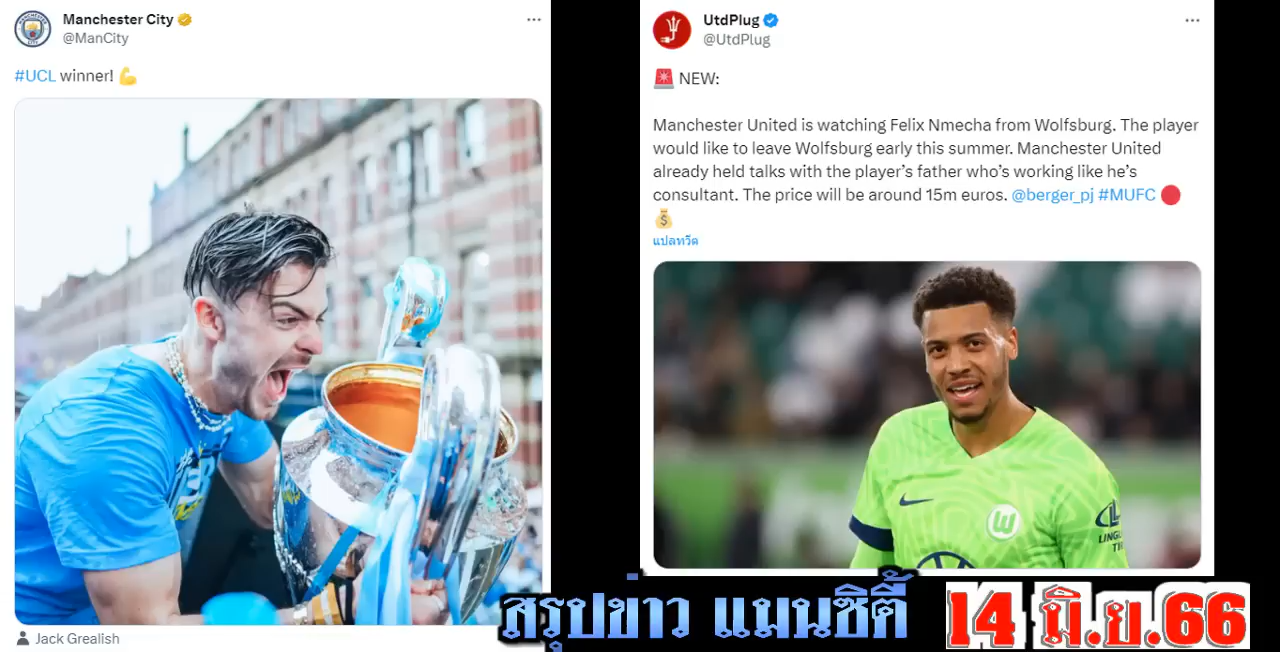 Manchester City
@ManCity
#UCL winner! 💪
Jack Grealish
UtdPlug
@UtdPlug
🚨 NEW:
Manchester United is watching Felix Nmecha from Wolfsburg. The player
would like to leave Wolfsburg early this summer. Manchester United
already held talks with the player's father who's working like he's
consultant. The price will be around 15m euros. @berger_pj #MUFC 🔴
💰
แปลทวีต
W
สรุปข่าว แมนซิตี้ 14 มิ.ย.66